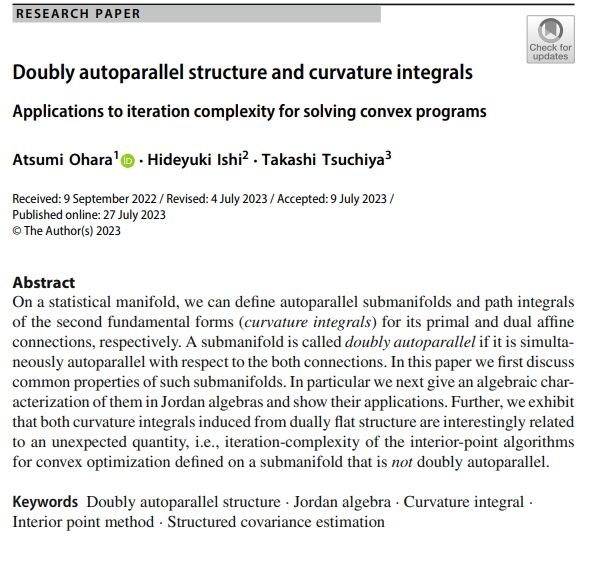 RESEARCH PAPER
Check for
updates
Doubly autoparallel structure and curvature integrals
Applications to iteration complexity for solving convex programs
Atsumi Ohara1 iD · Hideyuki Ishi2 · Takashi Tsuchiya3
Received: 9 September 2022 / Revised: 4 July 2023 / Accepted: 9 July 2023 /
Published online: 27 July 2023
© The Author(s) 2023
Abstract
On a statistical manifold, we can define autoparallel submanifolds and path integrals
of the second fundamental forms (curvature integrals) for its primal and dual affine
connections, respectively. A submanifold is called doubly autoparallel if it is simulta-
neously autoparallel with respect to the both connections. In this paper we first discuss
common properties of such submanifolds. In particular we next give an algebraic char-
acterization of them in Jordan algebras and show their applications. Further, we exhibit
that both curvature integrals induced from dually flat structure are interestingly related
to an unexpected quantity, i.e., iteration-complexity of the interior-point algorithms
for convex optimization defined on a submanifold that is not doubly autoparallel.
Keywords Doubly autoparallel structure · Jordan algebra · Curvature integral ·
Interior point method · Structured covariance estimation